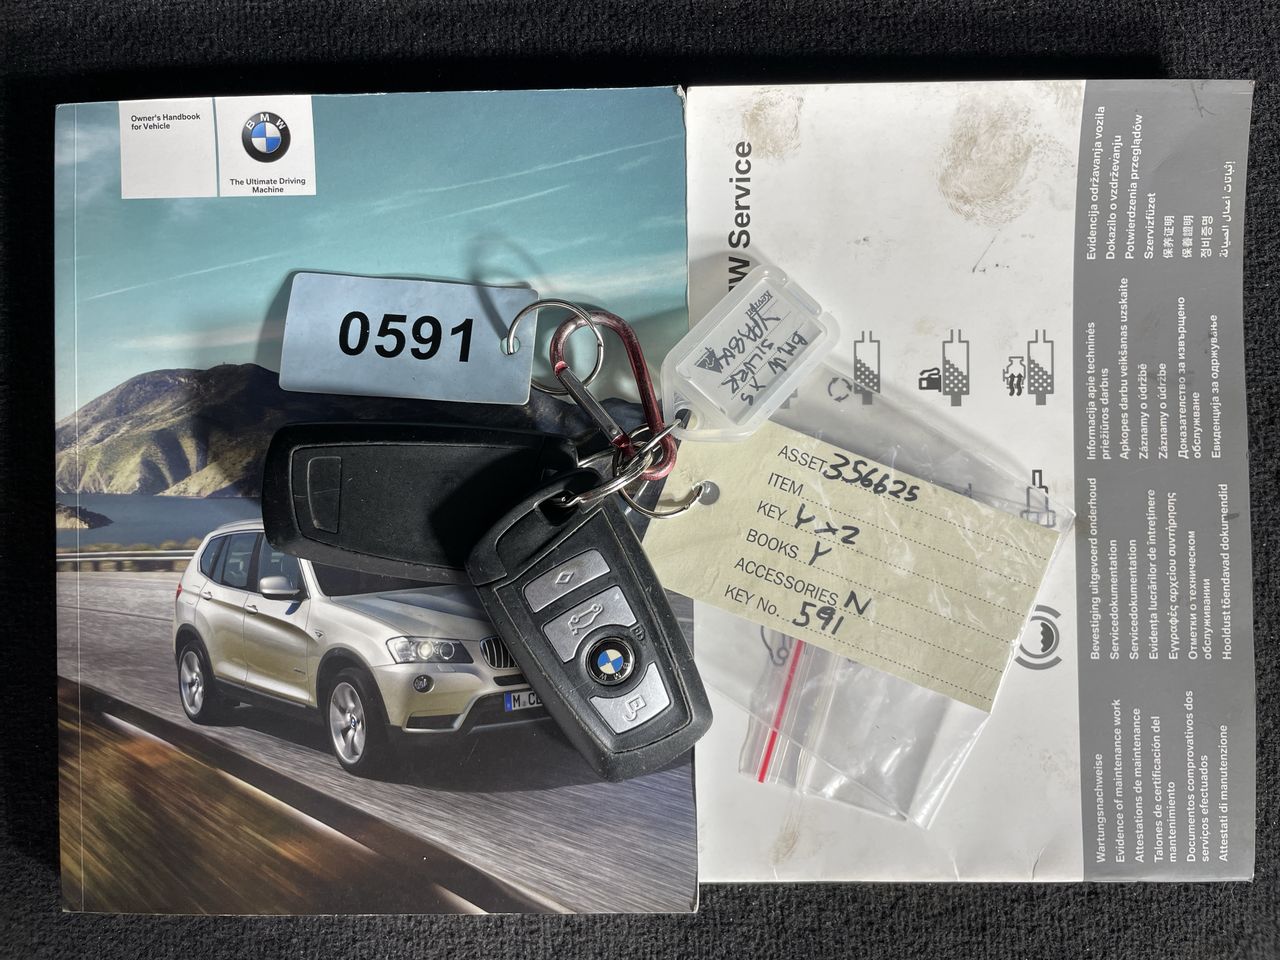 Owner's Handbook
for Vehicle
BMW
The Ultimate Driving
Machine
0591
BMW X
SILVER
ASSET 356625
ITEM
KEY. Y x2
BOOKS Y
ACCESSORIES N
KEY No. 591
BMW
W Service
Evidencija održavanja vozila
Dokazilo o vzdrževanju
Potwierdzenia przeglądów
Szervizfüzet
保养证明
保養證明
정비증명
إثباتات أعمال الصيانة
Informacija apie techninės
priežiūros darbus
Apkopes darbu veikšanas uzskaite
Záznamy o údržbě
Záznamy o údržbe
Доказателство за извършено
обслужване
Евиденција за одржување
Bevestiging uitgevoerd onderhoud
Servicedokumentation
Servicedokumentation
Evidența lucrărilor de întreținere
Εγγραφές αρχείου συντήρησης
Отметки о техническом
обслуживании
Hooldust tõendavad dokumendid
Wartungsnachweise
Evidence of maintenance work
Attestations de maintenance
Talones de certificación del
mantenimiento
Documentos comprovativos dos
serviços efectuados
Attestati di manutenzione